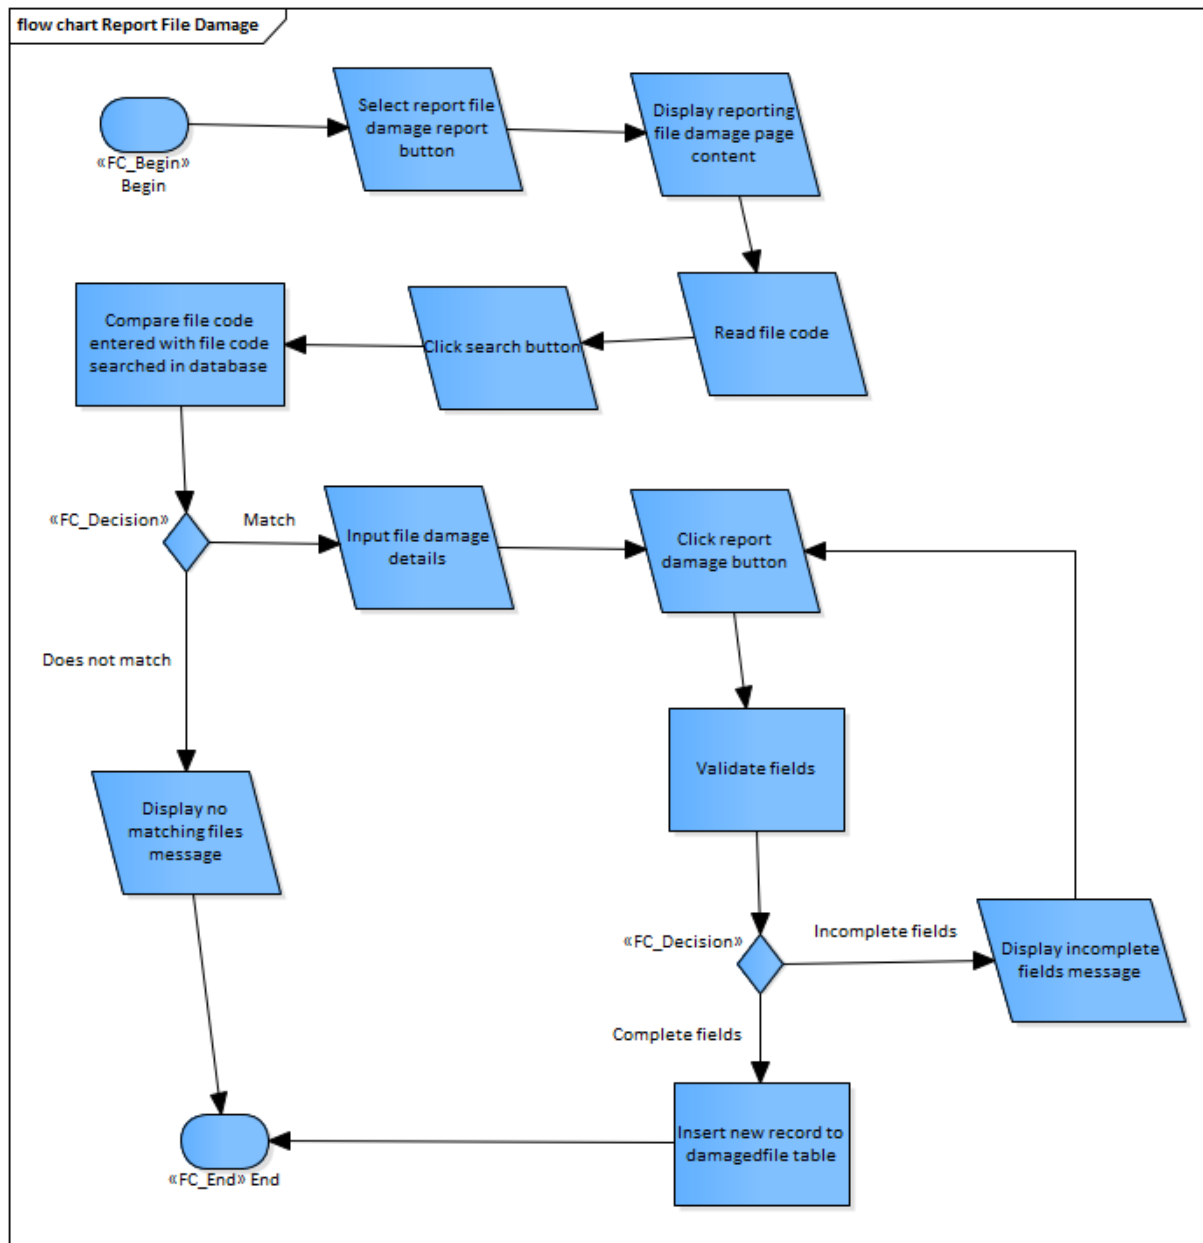 flow chart Report File Damage
Select report file
damage report
button
Display reporting
file damage page
content
«FC_Begin»
Begin
Compare file code
entered with file code
searched in database
Click search button
Read file code
«FC_Decision»
Match
Input file damage
details
Click report
damage button
Does not match
Validate fields
Display no
matching files
message
«FC_Decision»
Incomplete fields
Display incomplete
fields message
Complete fields
Insert new record to
damagedfile table
«FC_End» End